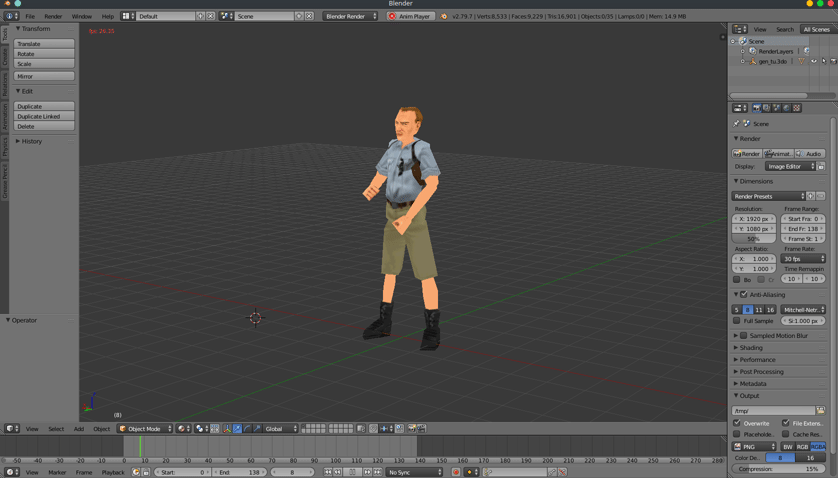 Blender
File Render Window Help Default Scene Blender Render Anim Player v2.79.7 | Verts:8,533 | Faces:9,229 | Tris:16,901 | Objects:0/35 | Lamps:0/0 | Mem: 14.9 MB
fps: 26.35
Transform
Translate
Rotate
Scale
Mirror
Edit
Duplicate
Duplicate Linked
Delete
History
Tools
Create
Relations
Animation
Physics
Grease Pencil
Operator
(8)
View Select Add Object Object Mode Global
-50 -40 -30 -20 -10 0 10 20 30 40 50 60 70 80 90 100 110 120 130 140 150 160 170 180 190 200 210 220 230 240 250 260 270 280
View Marker Frame Playback Start: 0 End: 138 8 No Sync
View Search All Scenes
Scene
RenderLayers
gen_tu.3do
Scene
Render
Render Animat Audio
Display: Image Editor
Dimensions
Render Presets
Resolution: Frame Range:
X: 1920 px Start Fra: 0
Y: 1080 px End Fr: 138
50% Frame St: 1
Aspect Ratio: Frame Rate:
X: 1.000 30 fps
Y: 1.000 Time Remappin
Bo Cr 10 10
Anti-Aliasing
5 8 11 16 Mitchell-Netr...
Full Sample Si:1.000 px
Sampled Motion Blur
Shading
Performance
Post Processing
Metadata
Output
/tmp/
Overwrite File Extens..
Placeholde.. Cache Res..
PNG BW RGB RGBA
Color De.. 8 16
Compression: 15%